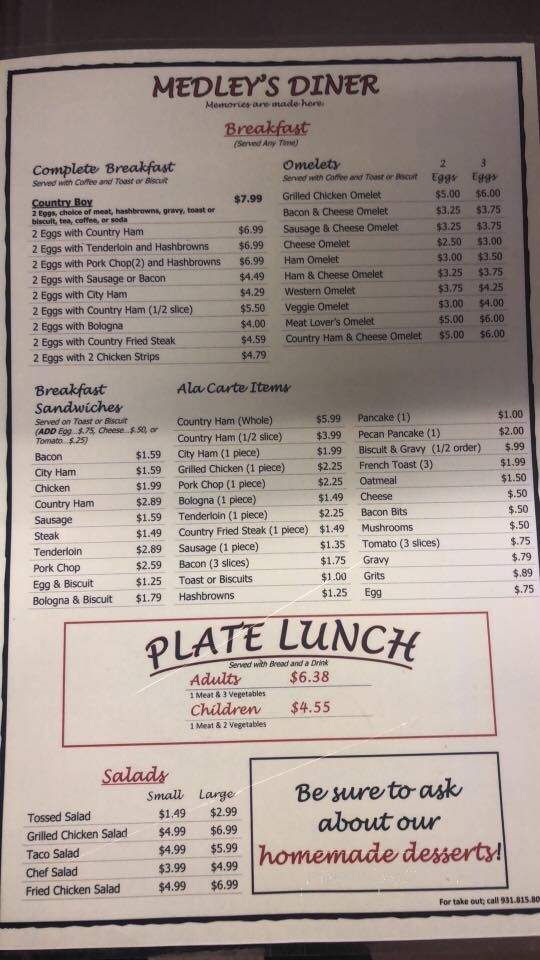 MEDLEY'S DINER
Memories are made here.
Breakfast
(Served Any Time)
Complete Breakfast
Served with Coffee and Toast or Biscuit
Country Boy $7.99
2 Eggs, choice of meat, hashbrowns, gravy, toast or
biscuit, tea, coffee, or soda
2 Eggs with Country Ham $6.99
2 Eggs with Tenderloin and Hashbrowns $6.99
2 Eggs with Pork Chop(2) and Hashbrowns $6.99
2 Eggs with Sausage or Bacon $4.49
2 Eggs with City Ham $4.29
2 Eggs with Country Ham (1/2 slice) $5.50
2 Eggs with Bologna $4.00
2 Eggs with Country Fried Steak $4.59
2 Eggs with 2 Chicken Strips $4.79
Omelets 2 3
Served with Coffee and Toast or Biscuit Eggs Eggs
Grilled Chicken Omelet $5.00 $6.00
Bacon & Cheese Omelet $3.25 $3.75
Sausage & Cheese Omelet $3.25 $3.75
Cheese Omelet $2.50 $3.00
Ham Omelet $3.00 $3.50
Ham & Cheese Omelet $3.25 $3.75
Western Omelet $3.75 $4.25
Veggie Omelet $3.00 $4.00
Meat Lover's Omelet $5.00 $6.00
Country Ham & Cheese Omelet $5.00 $6.00
Breakfast
Sandwiches
Served on Toast or Biscuit
(ADD Egg..$.75, Cheese..$.50, or
Tomato...$.25)
Bacon $1.59
City Ham $1.59
Chicken $1.99
Country Ham $2.89
Sausage $1.59
Steak $1.49
Tenderloin $2.89
Pork Chop $2.59
Egg & Biscuit $1.25
Bologna & Biscuit $1.79
Ala Carte Items
Country Ham (Whole) $5.99
Country Ham (1/2 slice) $3.99
City Ham (1 piece) $1.99
Grilled Chicken (1 piece) $2.25
Pork Chop (1 piece) $2.25
Bologna (1 piece) $1.49
Tenderloin (1 piece) $2.25
Country Fried Steak (1 piece) $1.49
Sausage (1 piece) $1.35
Bacon (3 slices) $1.75
Toast or Biscuits $1.00
Hashbrowns $1.25
Pancake (1) $1.00
Pecan Pancake (1) $2.00
Biscuit & Gravy (1/2 order) $.99
French Toast (3) $1.99
Oatmeal $1.50
Cheese $.50
Bacon Bits $.50
Mushrooms $.50
Tomato (3 slices) $.75
Gravy $.79
Grits $.89
Egg $.75
PLATE LUNCH
Served with Bread and a Drink
Adults $6.38
1 Meat & 3 Vegetables
Children $4.55
1 Meat & 2 Vegetables
Salads
Small Large
Tossed Salad $1.49 $2.99
Grilled Chicken Salad $4.99 $6.99
Taco Salad $4.99 $5.99
Chef Salad $3.99 $4.99
Fried Chicken Salad $4.99 $6.99
Be sure to ask
about our
homemade desserts!
For take out; call 931.815.80